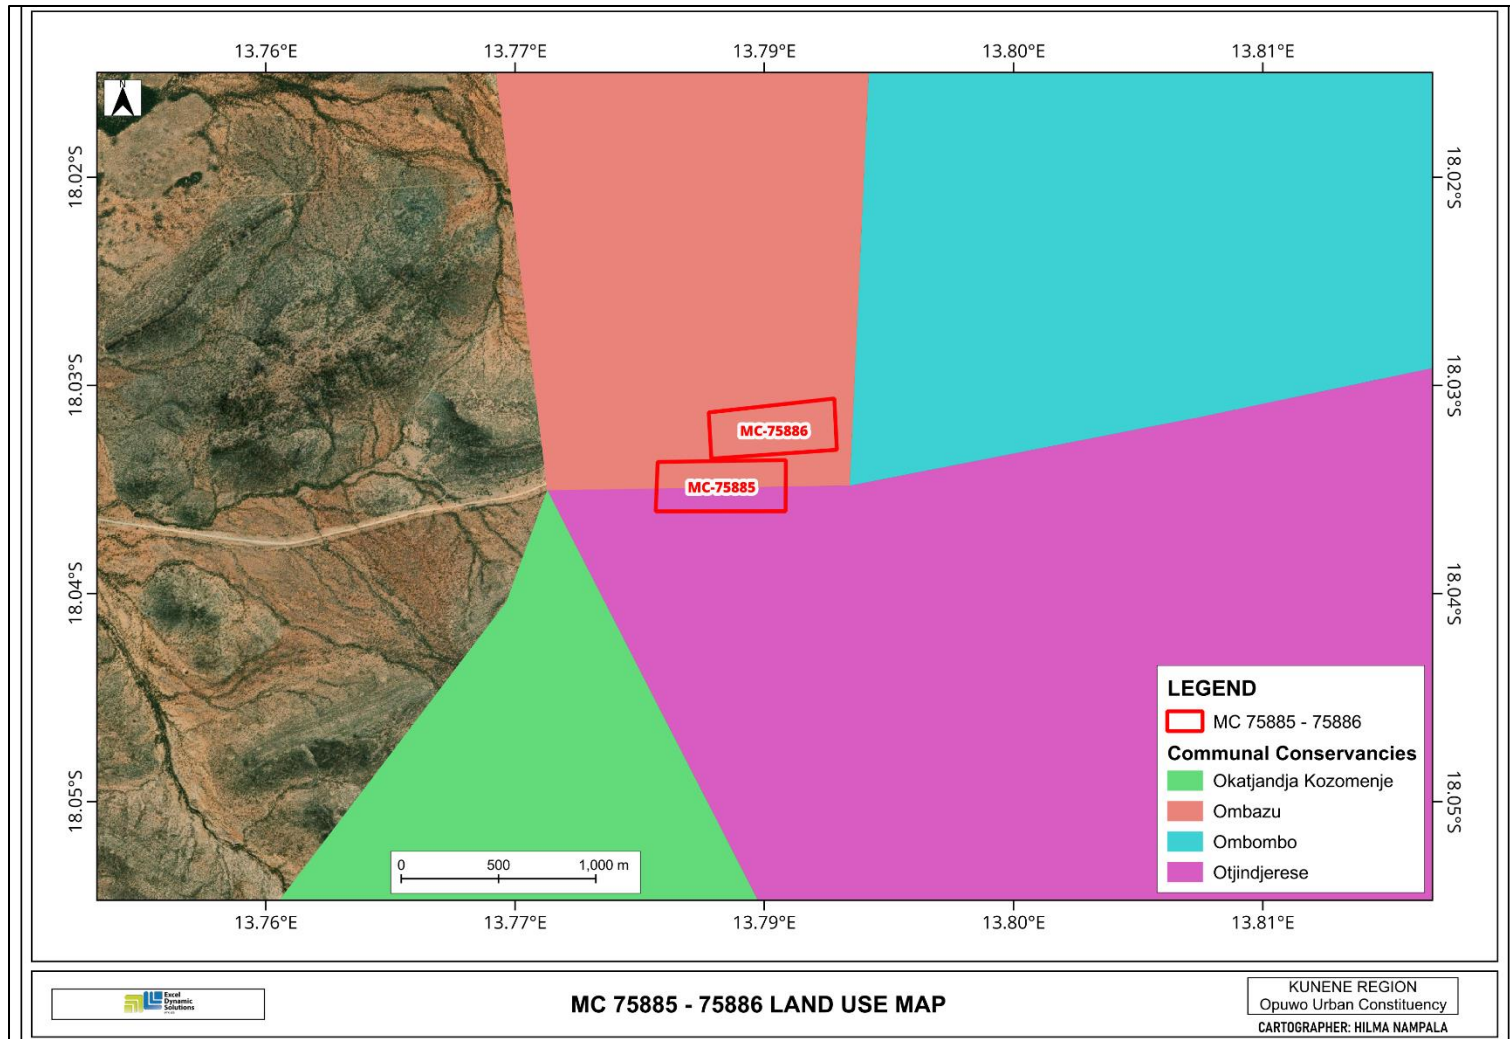 13.76°E 13.77°E 13.79°E 13.80°E 13.81°E
N
18.02°S 18.02°S
18.03°S 18.03°S
MC-75886
MC-75885
18.04°S 18.04°S
LEGEND
MC 75885 - 75886
Communal Conservancies
Okatjandja Kozomenje
Ombazu
Ombombo
Otjindjerese
18.05°S 18.05°S
0 500 1,000 m
13.76°E 13.77°E 13.79°E 13.80°E 13.81°E
Excel
Dynamic
Solutions
MC 75885 - 75886 LAND USE MAP
KUNENE REGION
Opuwo Urban Constituency
CARTOGRAPHER: HILMA NAMPALA